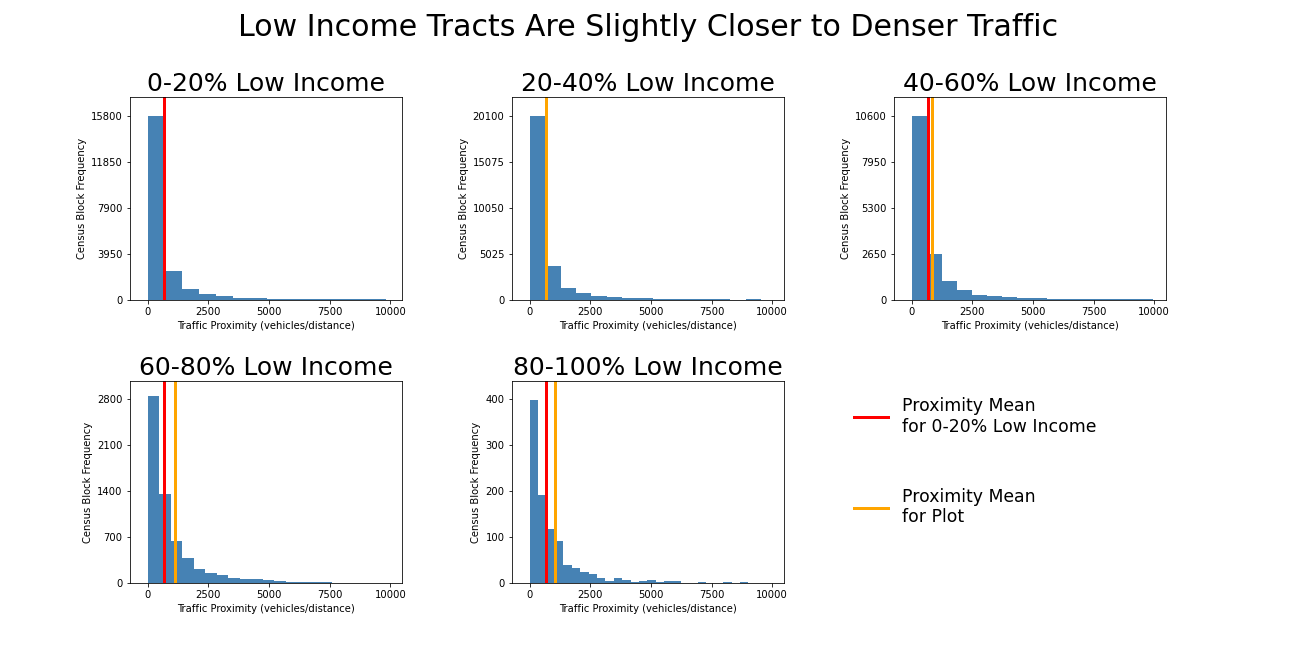 Low Income Tracts Are Slightly Closer to Denser Traffic
0-20% Low Income
15800
11850
7900
3950
0
Census Block Frequency
0 2500 5000 7500 10000
Traffic Proximity (vehicles/distance)
20-40% Low Income
20100
15075
10050
5025
0
Census Block Frequency
0 2500 5000 7500 10000
Traffic Proximity (vehicles/distance)
40-60% Low Income
10600
7950
5300
2650
0
Census Block Frequency
0 2500 5000 7500 10000
Traffic Proximity (vehicles/distance)
60-80% Low Income
2800
2100
1400
700
0
Census Block Frequency
0 2500 5000 7500 10000
Traffic Proximity (vehicles/distance)
80-100% Low Income
400
300
200
100
0
Census Block Frequency
0 2500 5000 7500 10000
Traffic Proximity (vehicles/distance)
Proximity Mean
for 0-20% Low Income
Proximity Mean
for Plot